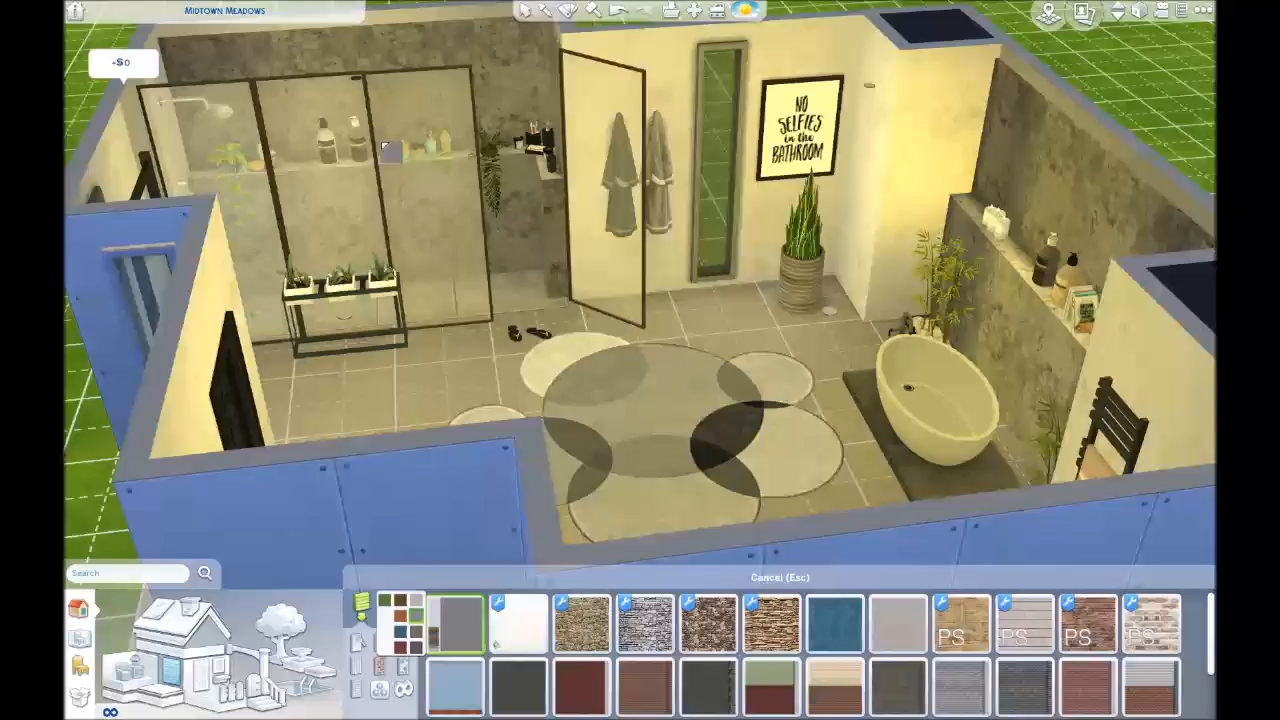 MIDTOWN MEADOWS
-§0
NO
SELFIES
in the
BATHROOM
Search
Cancel (Esc)
PS
PS
PS
PS